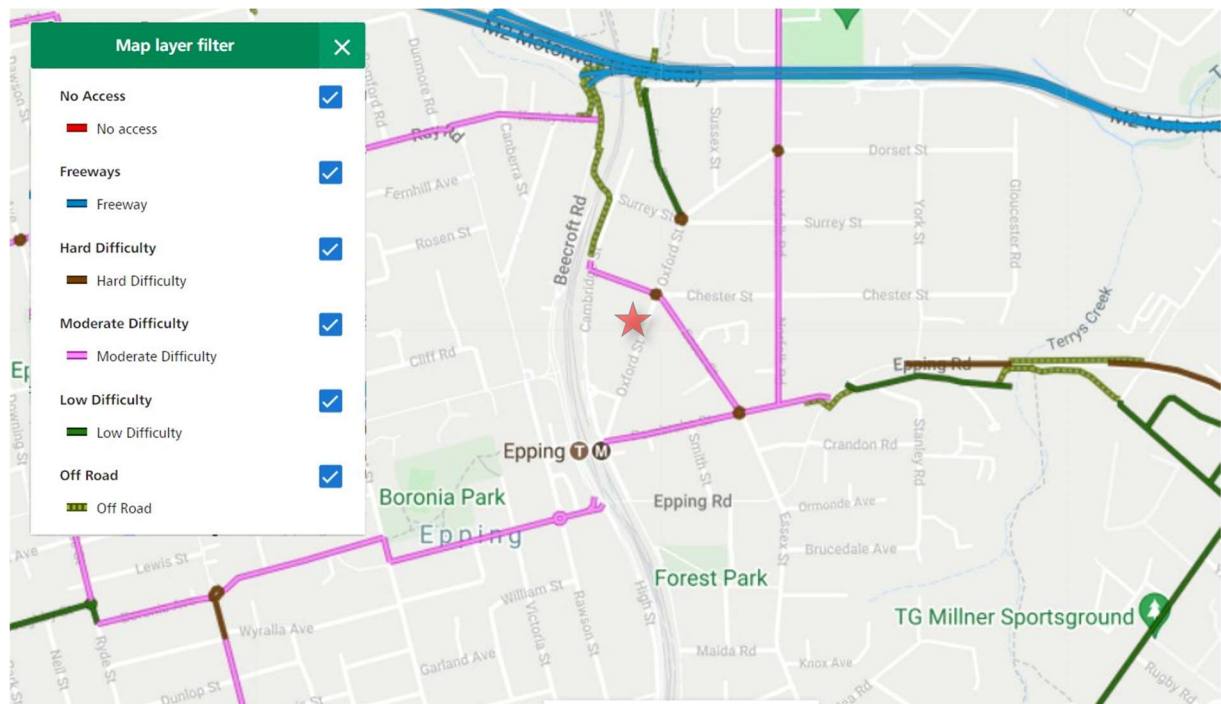 Map layer filter
No Access
No access
Freeways
Freeway
Hard Difficulty
Hard Difficulty
Moderate Difficulty
Moderate Difficulty
Low Difficulty
Low Difficulty
Off Road
Off Road
M2 Motorway
Dunmore Rd
Ray Rd
Canberra St
Fernhill Ave
Rosen St
Beecroft Rd
Cliff Rd
Sussex St
Dorset St
Surrey St
Surrey St
Oxford St
York St
Gloucester Rd
Chester St
Chester St
Oxford St
Terrys Creek
Epping Rd
Crandon Rd
Stanley Rd
Smith St
Epping T M
Boronia Park
Epping
Epping Rd
Ormonde Ave
Essex St
Brucedale Ave
Forest Park
Lewis St
William St
Victoria St
Rawson St
High St
TG Millner Sportsground
Wyralla Ave
Ryde St
Neil St
Garland Ave
Dunlop St
Maida Rd
Knox Ave
Rugby Rd
Downing St